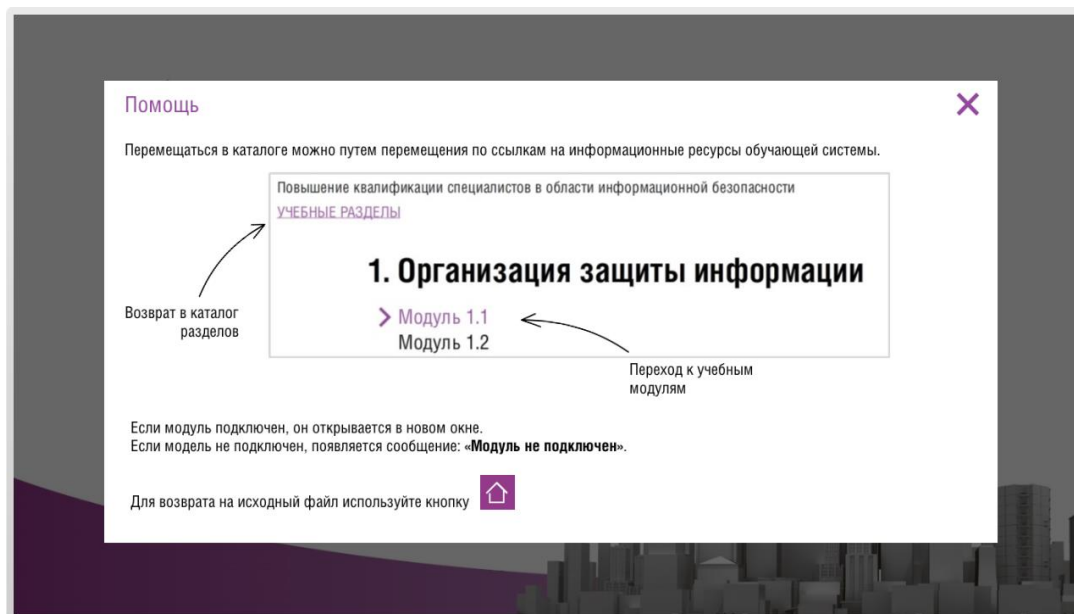 Помощь
Перемещаться в каталоге можно путем перемещения по ссылкам на информационные ресурсы обучающей системы.
Повышение квалификации специалистов в области информационной безопасности
УЧЕБНЫЕ РАЗДЕЛЫ
1. Организация защиты информации
Возврат в каталог
разделов
Модуль 1.1
Модуль 1.2
Переход к учебным
модулям
Если модуль подключен, он открывается в новом окне.
Если модель не подключен, появляется сообщение: «Модуль не подключен».
Для возврата на исходный файл используйте кнопку